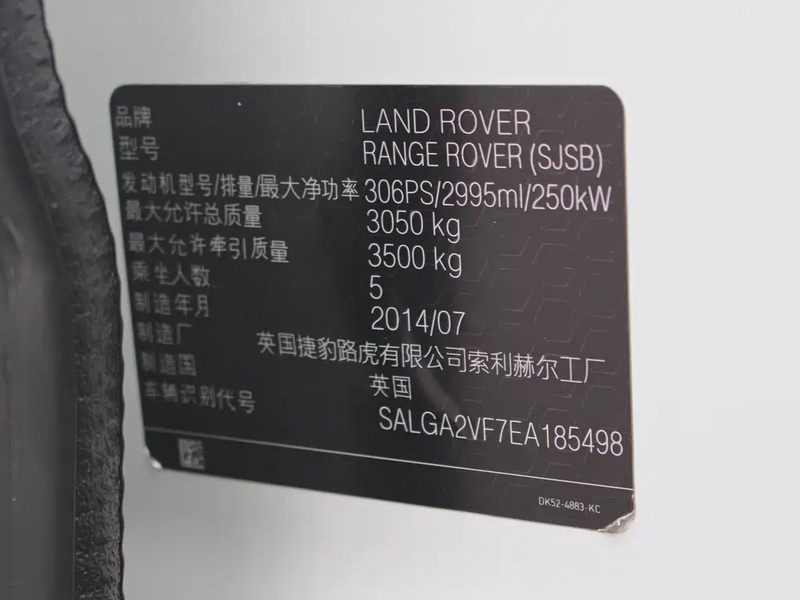 品牌 LAND ROVER
型号 RANGE ROVER (SJSB)
发动机型号/排量/最大净功率 306PS/2995ml/250kW
最大允许总质量 3050 kg
最大允许牵引质量 3500 kg
乘坐人数 5
制造年月 2014/07
制造厂 英国捷豹路虎有限公司索利赫尔工厂
制造国 英国
车辆识别代号 SALGA2VF7EA185498
DK52-4883-KC